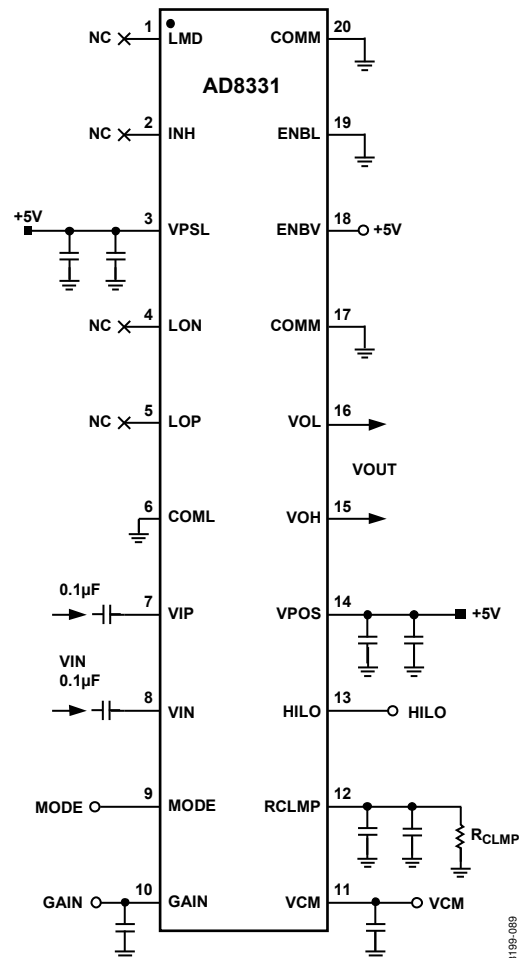 AD8331
NC 1 LMD COMM 20
NC 2 INH ENBL 19
+5V 3 VPSL ENBV 18 +5V
NC 4 LON COMM 17
NC 5 LOP VOL 16
VOUT
6 COML VOH 15
0.1µF 7 VIP VPOS 14 +5V
VIN
0.1µF 8 VIN HILO 13 HILO
MODE 9 MODE RCLMP 12 RCLMP
GAIN 10 GAIN VCM 11 VCM
3199-089